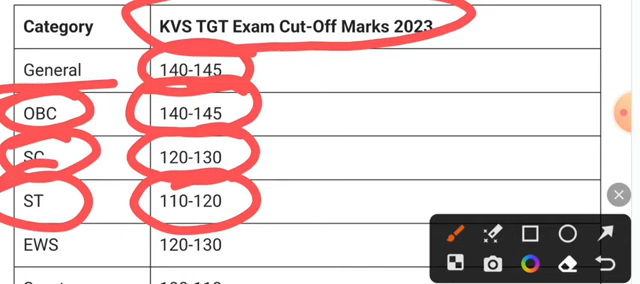 Category KVS TGT Exam Cut-Off Marks 2023
General 140-145
OBC 140-145
SC 120-130
ST 110-120
EWS 120-130